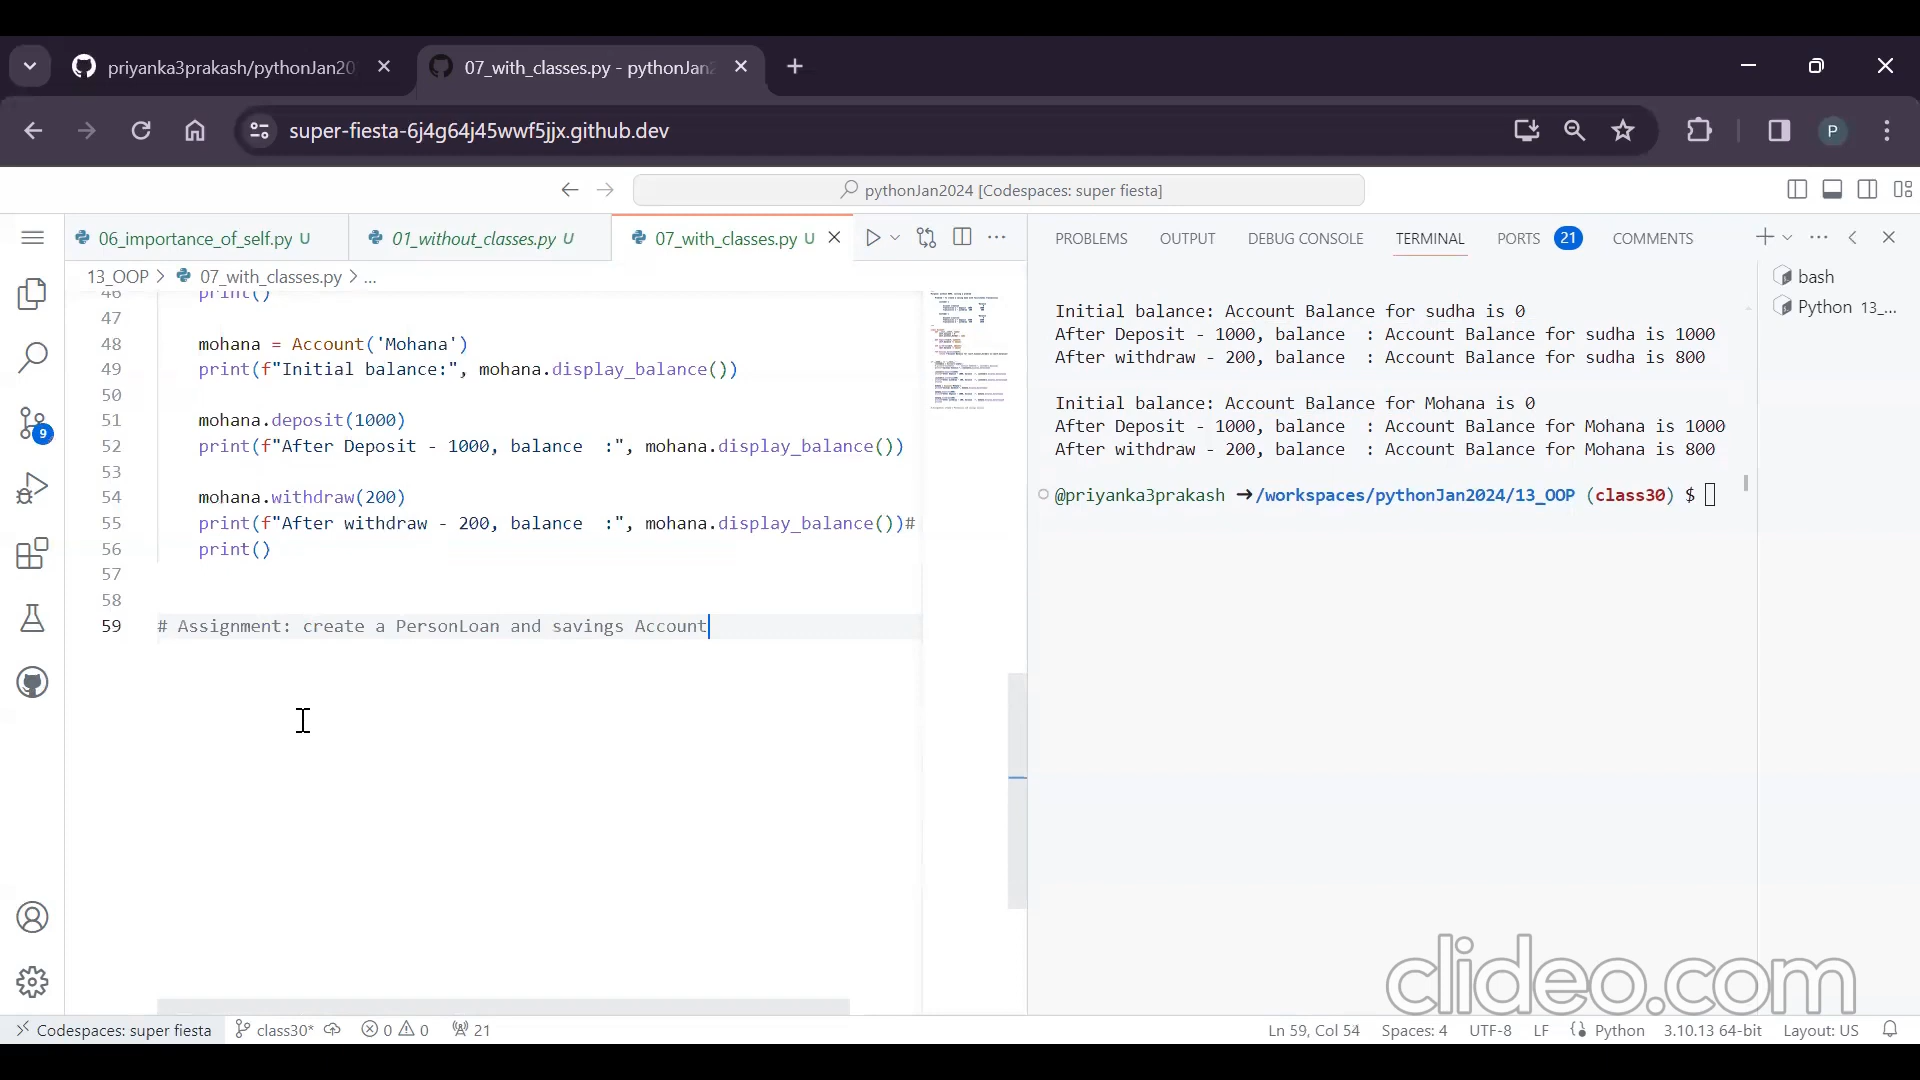 priyanka3prakash/pythonJan20
07_with_classes.py - pythonJan2
super-fiesta-6j4g64j45wwf5jjx.github.dev
P
pythonJan2024 [Codespaces: super fiesta]
06_importance_of_self.py U
01_without_classes.py U
07_with_classes.py U
PROBLEMS OUTPUT DEBUG CONSOLE TERMINAL PORTS 21 COMMENTS
13_OOP > 07_with_classes.py > ...
46 print()
47
48 mohana = Account('Mohana')
49 print(f"Initial balance:", mohana.display_balance())
50
51 mohana.deposit(1000)
52 print(f"After Deposit - 1000, balance  :", mohana.display_balance())
53
54 mohana.withdraw(200)
55 print(f"After withdraw - 200, balance  :", mohana.display_balance())#
56 print()
57
58
59 # Assignment: create a PersonLoan and savings Account
9
Initial balance: Account Balance for sudha is 0
After Deposit - 1000, balance  : Account Balance for sudha is 1000
After withdraw - 200, balance  : Account Balance for sudha is 800
Initial balance: Account Balance for Mohana is 0
After Deposit - 1000, balance  : Account Balance for Mohana is 1000
After withdraw - 200, balance  : Account Balance for Mohana is 800
@priyanka3prakash →/workspaces/pythonJan2024/13_OOP (class30) $
bash
Python 13_...
clideo.com
Codespaces: super fiesta class30* 0 0 21
Ln 59, Col 54 Spaces: 4 UTF-8 LF Python 3.10.13 64-bit Layout: US